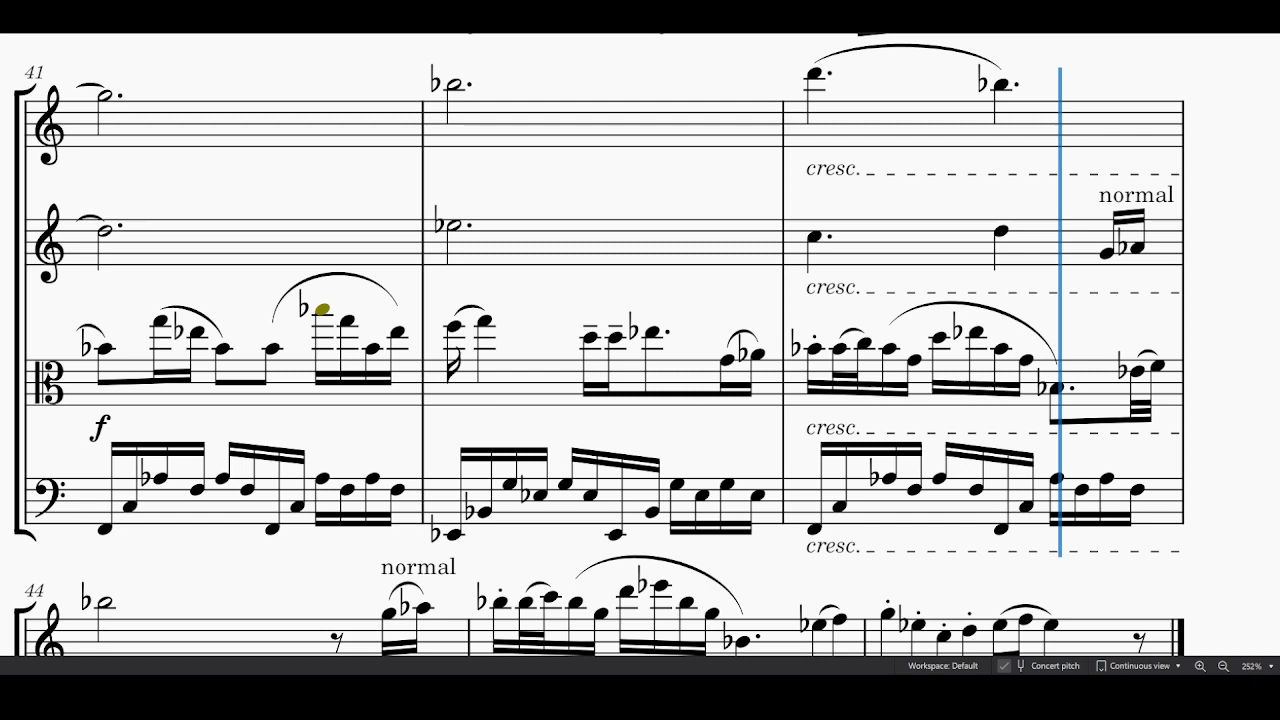 41
cresc.
normal
cresc.
f
cresc.
cresc.
44
normal
Workspace: Default Concert pitch Continuous view 252%